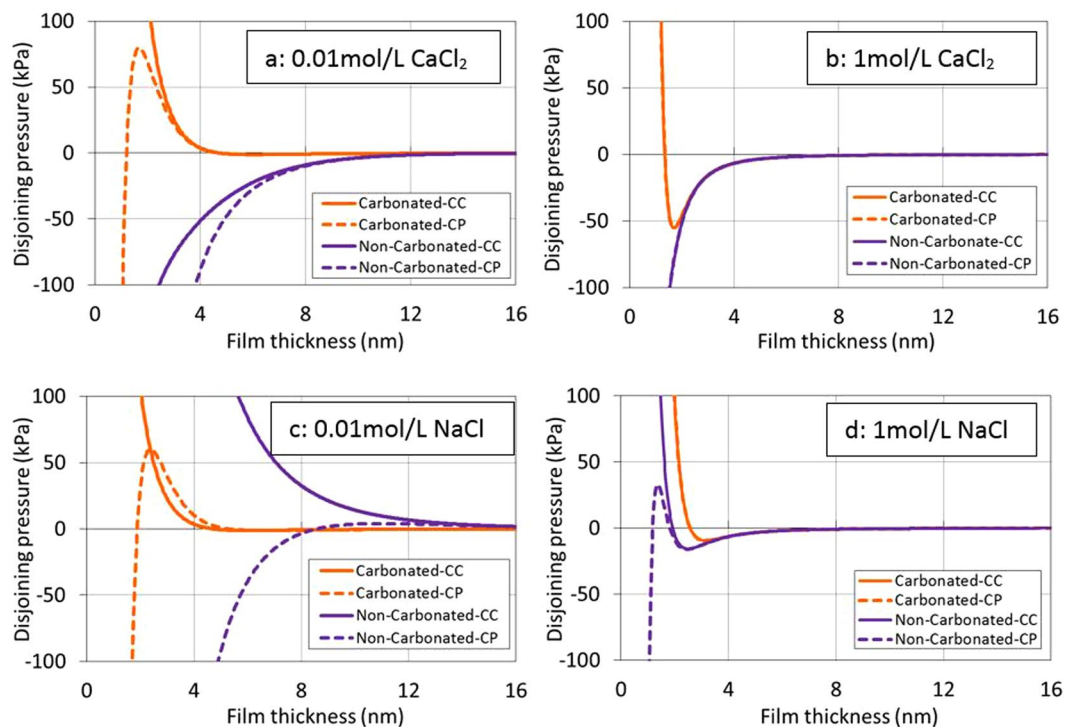 a: 0.01mol/L CaCl₂
Disjoining pressure (kPa)
100
50
0
-50
-100
Carbonated-CC
Carbonated-CP
Non-Carbonated-CC
Non-Carbonated-CP
0 4 8 12 16
Film thickness (nm)
b: 1mol/L CaCl₂
Disjoining pressure (kPa)
100
50
0
-50
-100
Carbonated-CC
Carbonated-CP
Non-Carbonate-CC
Non-Carbonated-CP
0 4 8 12 16
Film thickness (nm)
c: 0.01mol/L NaCl
Disjoining pressure (kPa)
100
50
0
-50
-100
Carbonated-CC
Carbonated-CP
Non-Carbonated-CC
Non-Carbonated-CP
0 4 8 12 16
Film thickness (nm)
d: 1mol/L NaCl
Disjoining pressure (kPa)
100
50
0
-50
-100
Carbonated-CC
Carbonated-CP
Non-Carbonated-CC
Non-Carbonated-CP
0 4 8 12 16
Film thickness (nm)